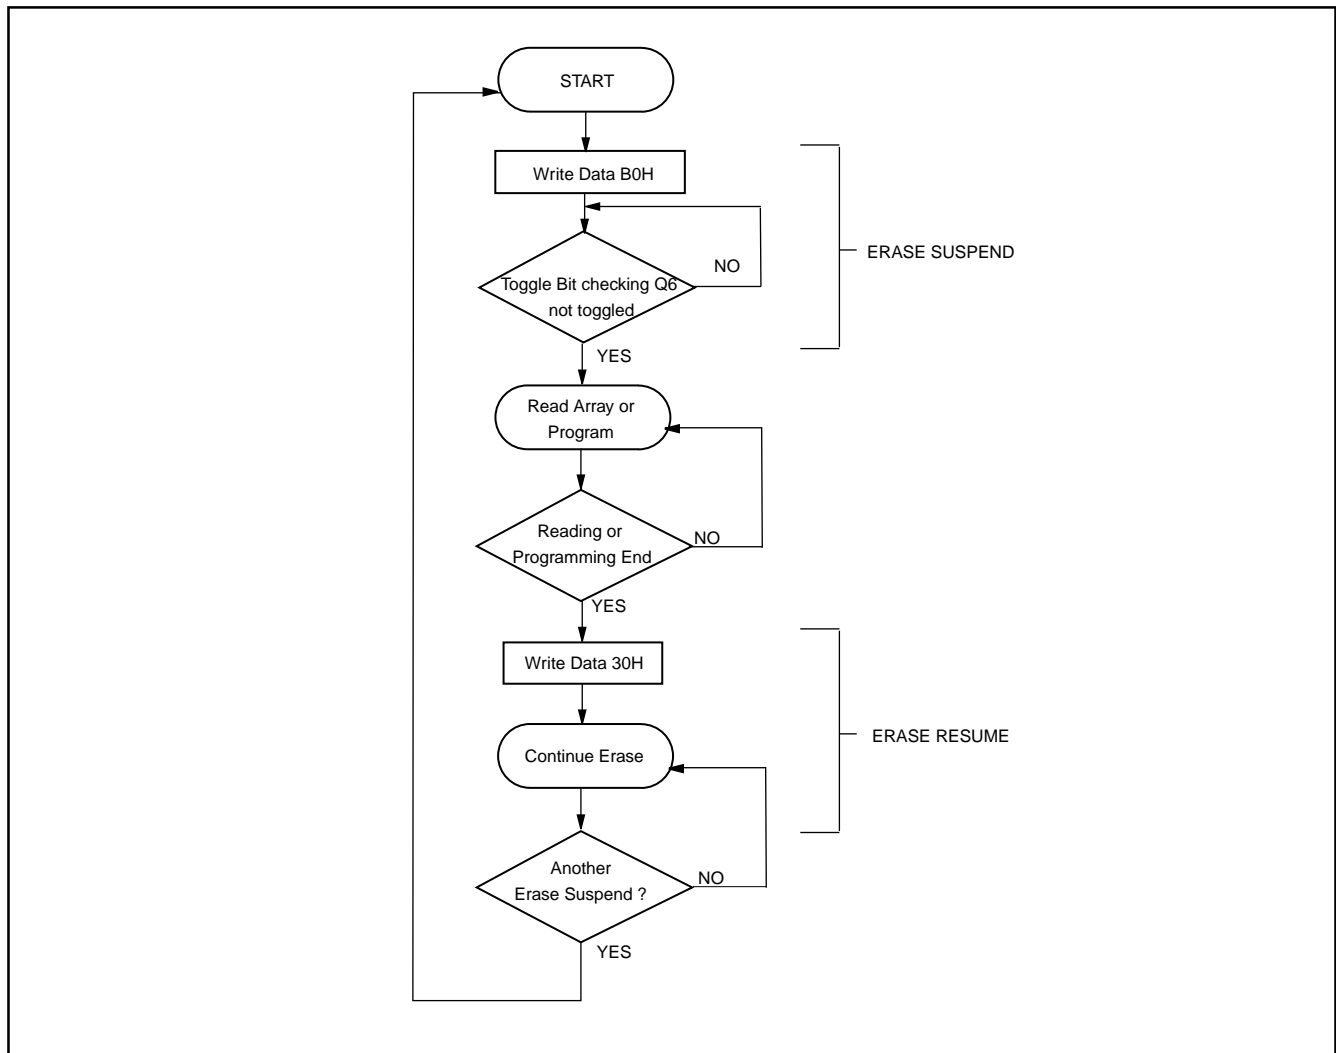 START
Write Data B0H
ERASE SUSPEND
NO
Toggle Bit checking Q6
not toggled
YES
Read Array or
Program
Reading or
Programming End
NO
YES
Write Data 30H
ERASE RESUME
Continue Erase
Another
Erase Suspend ?
NO
YES